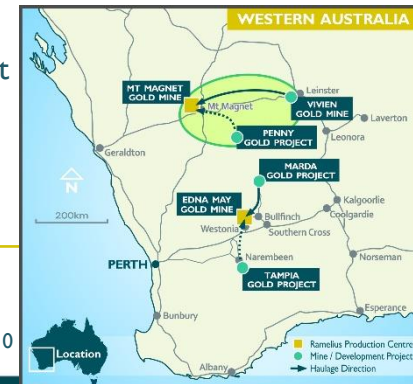 WESTERN AUSTRALIA
t
MT MAGNET
GOLD MINE
Mt Magnet
Leinster
VIVIEN
GOLD MINE
Laverton
PENNY
GOLD PROJECT
Leonora
Geraldton
MARDA
GOLD PROJECT
N
EDNA MAY
GOLD MINE
Kalgoorlie
Coolgardie
200km
Bullfinch
Westonia
Southern Cross
PERTH
Narembeen
Norseman
TAMPIA
GOLD PROJECT
Bunbury
Esperance
0
Location
Ramelius Production Centre
Mine / Development Project
Haulage Direction
Albany